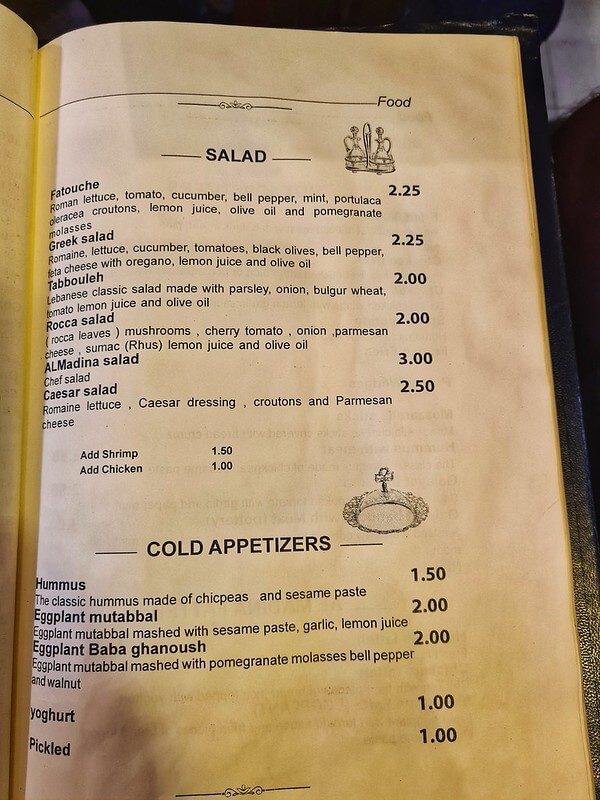 Food
SALAD
Fatouche 2.25
Roman lettuce, tomato, cucumber, bell pepper, mint, portulaca
oleracea croutons, lemon juice, olive oil and pomegranate
molasses
Greek salad 2.25
Romaine, lettuce, cucumber, tomatoes, black olives, bell pepper,
feta cheese with oregano, lemon juice and olive oil
Tabbouleh 2.00
Lebanese classic salad made with parsley, onion, bulgur wheat,
tomato lemon juice and olive oil
Rocca salad 2.00
( rocca leaves ) mushrooms , cherry tomato , onion ,parmesan
cheese , sumac (Rhus) lemon juice and olive oil
ALMadina salad 3.00
Chef salad
Caesar salad 2.50
Romaine lettuce , Caesar dressing , croutons and Parmesan
cheese
Add Shrimp 1.50
Add Chicken 1.00
COLD APPETIZERS
Hummus 1.50
The classic hummus made of chicpeas and sesame paste
Eggplant mutabbal 2.00
Eggplant mutabbal mashed with sesame paste, garlic, lemon juice
Eggplant Baba ghanoush 2.00
Eggplant mutabbal mashed with pomegranate molasses bell pepper
and walnut
yoghurt 1.00
Pickled 1.00